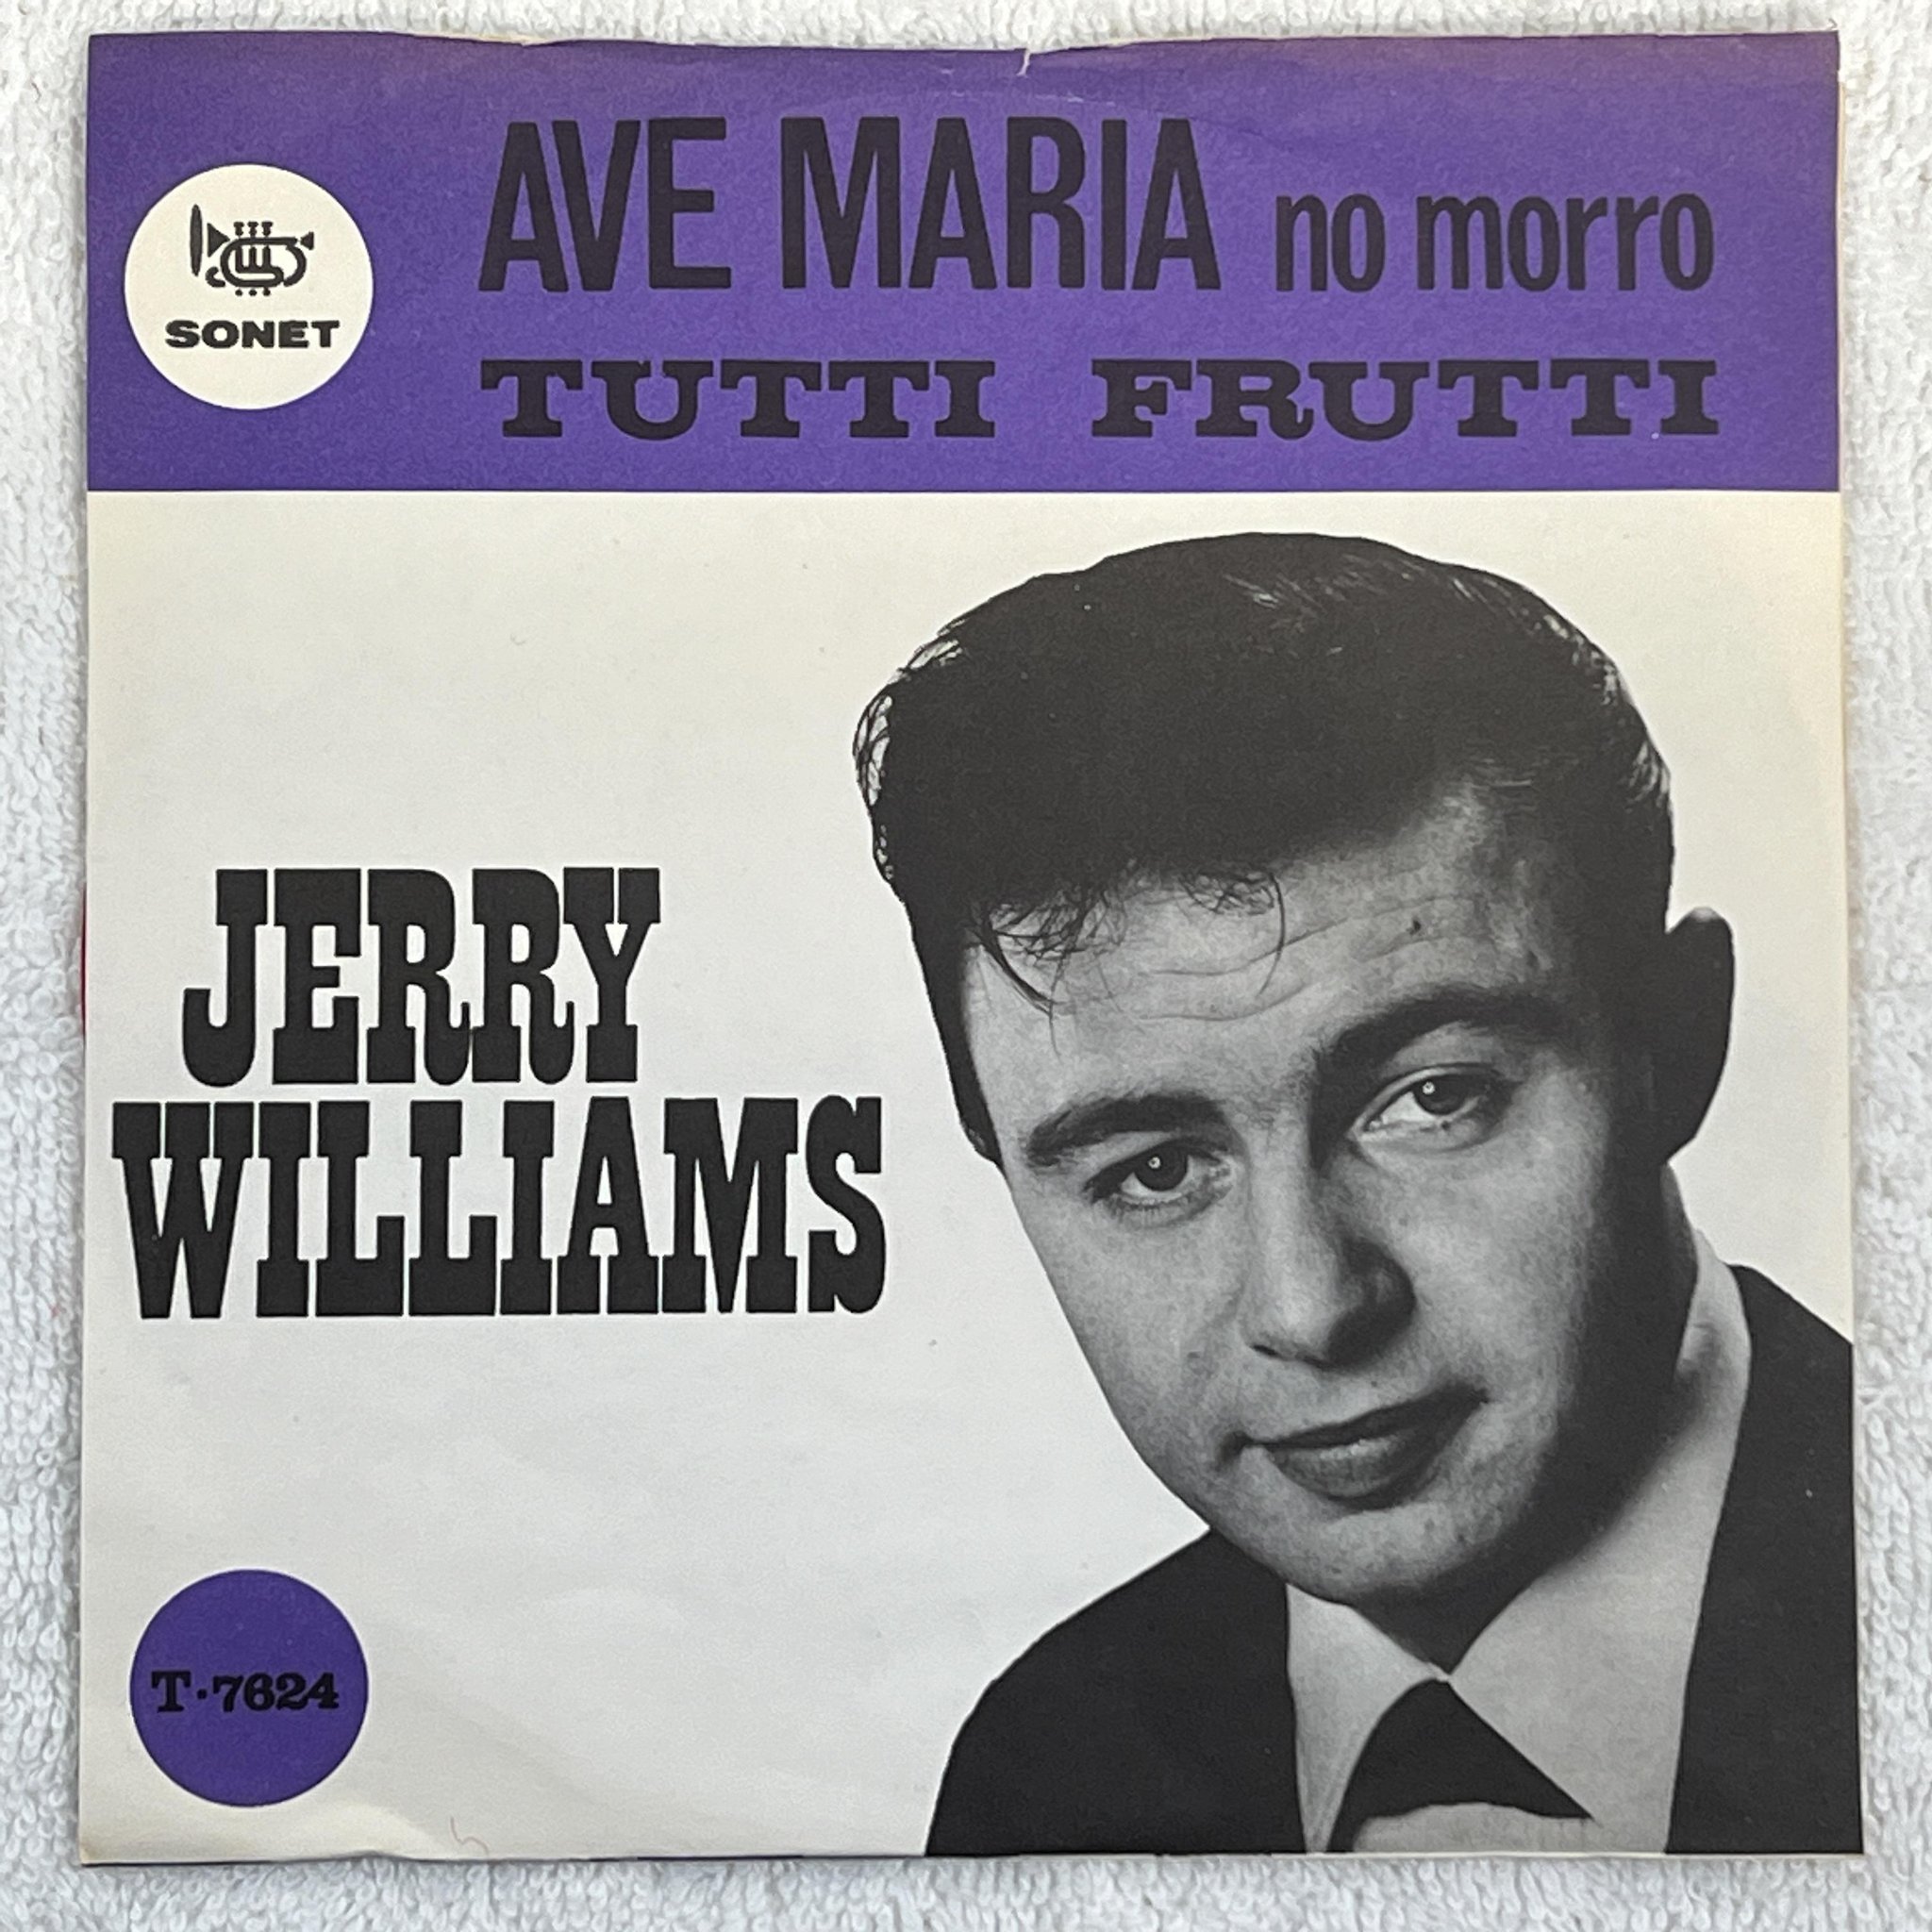 AVE MARIA no morro
SONET
TUTTI FRUTTI
JERRY
WILLIAMS
T·7624